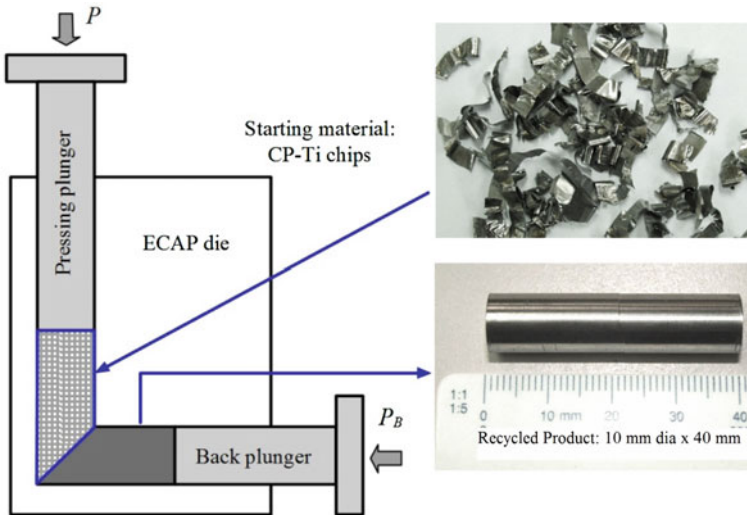 P
Pressing plunger
Starting material:
CP-Ti chips
ECAP die
P_B
Back plunger
1:1
1:5
0 10 mm 20 30 40
0
Recycled Product: 10 mm dia x 40 mm